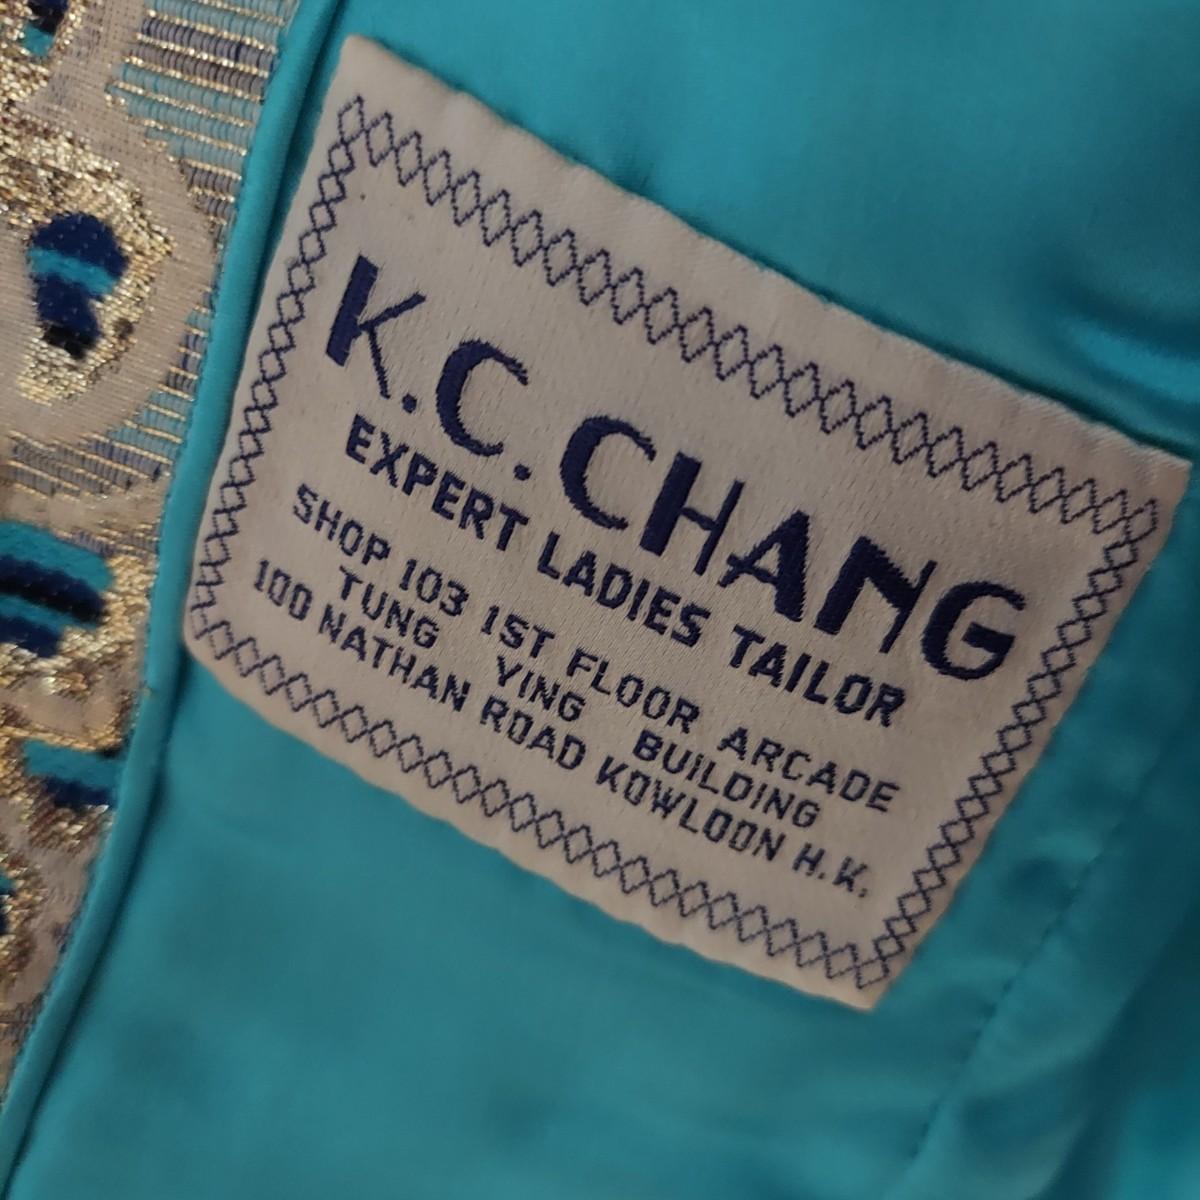 K.C. CHANG
EXPERT LADIES TAILOR
SHOP 103 1ST FLOOR ARCADE
TUNG YING BUILDING
100 NATHAN ROAD KOWLOON H.K.